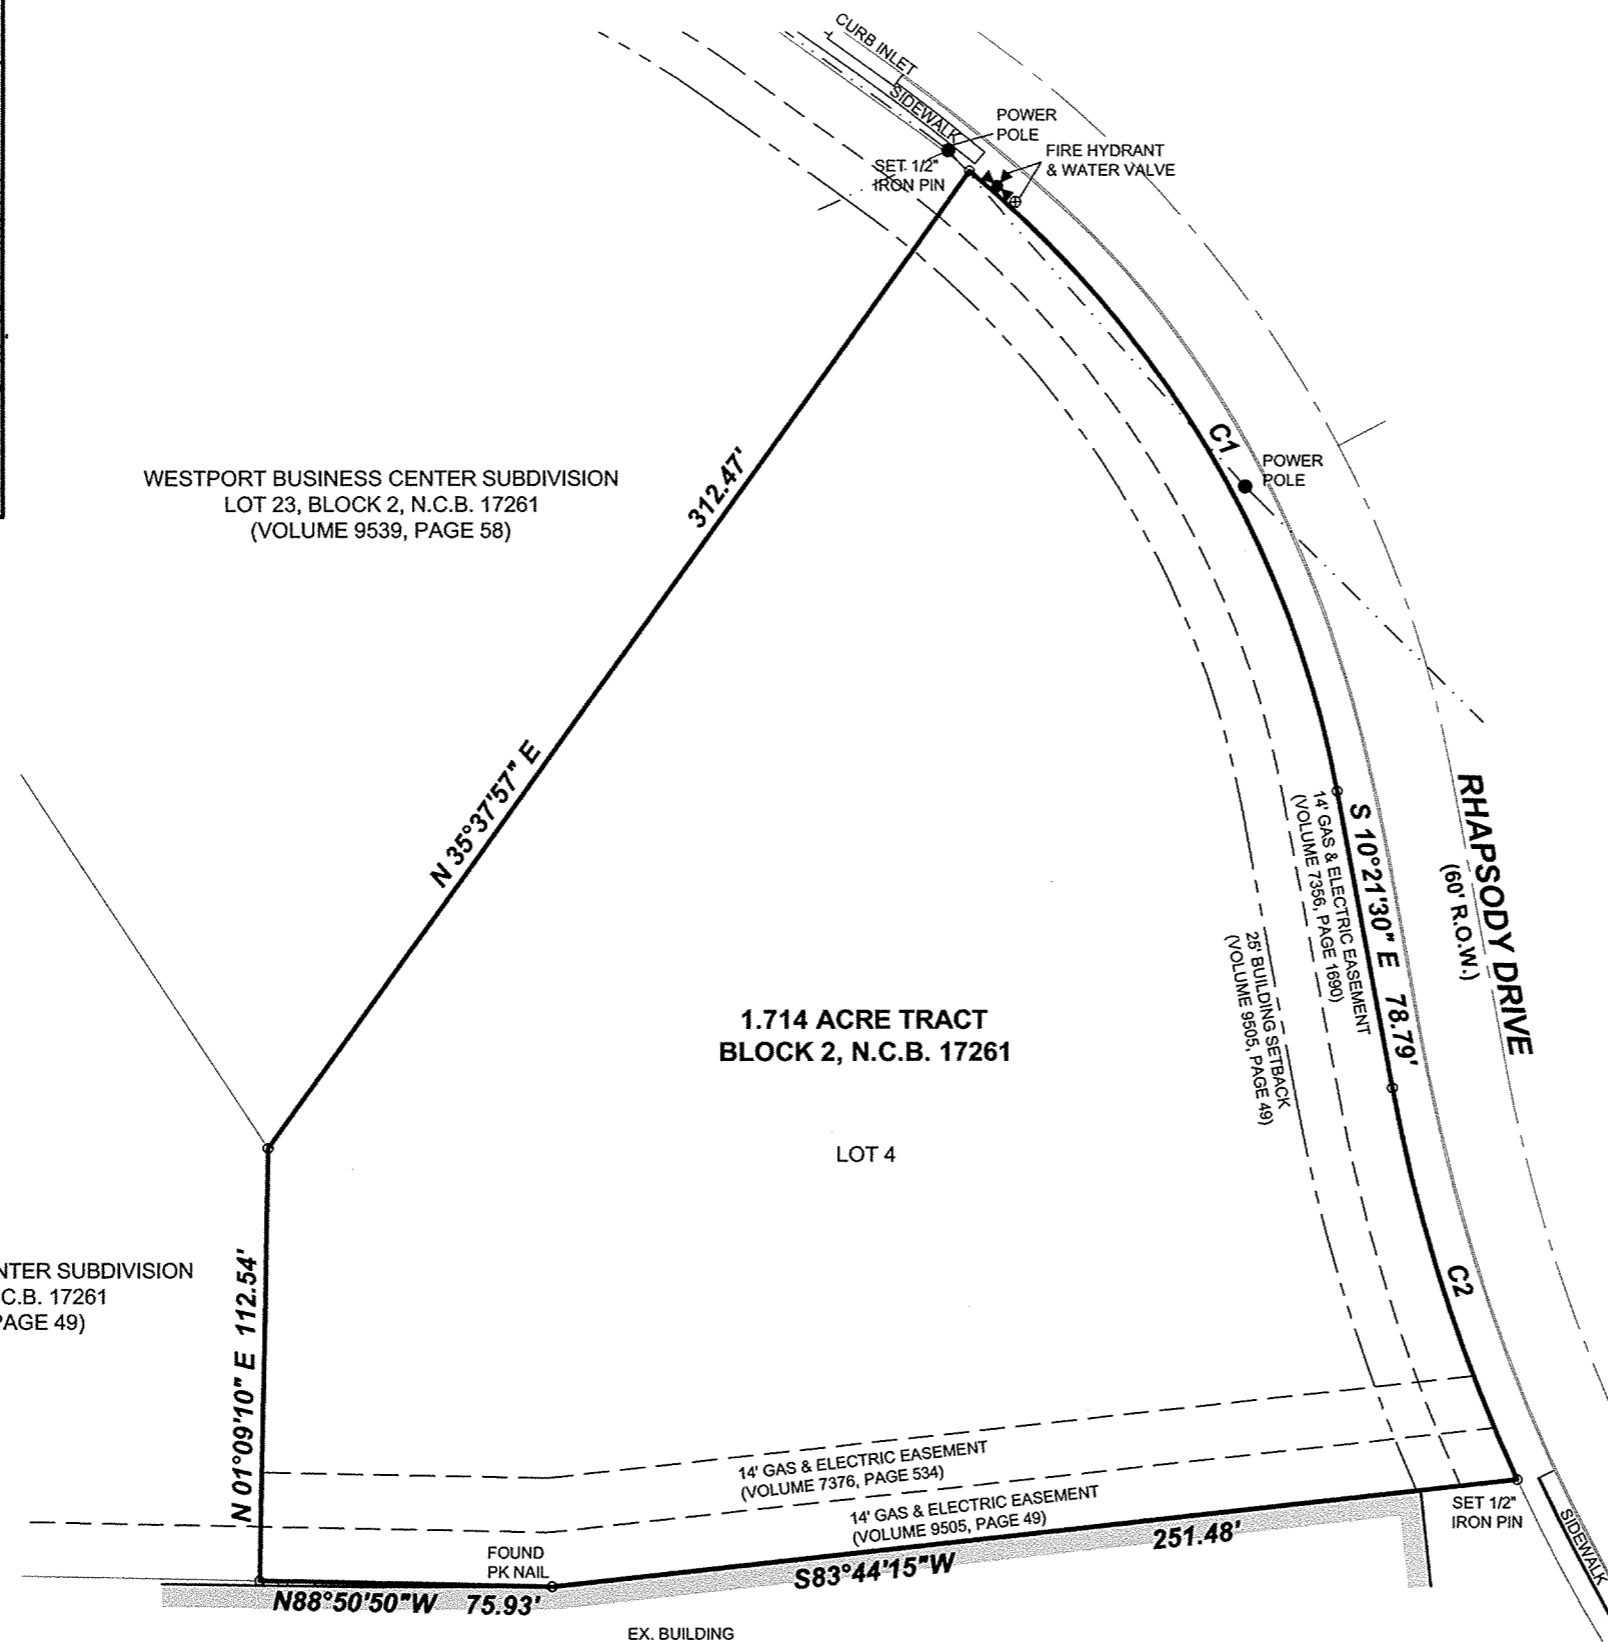 CURB INLET
SIDEWALK
POWER
POLE
FIRE HYDRANT
& WATER VALVE
SET 1/2"
IRON PIN
C1
POWER
POLE
WESTPORT BUSINESS CENTER SUBDIVISION
LOT 23, BLOCK 2, N.C.B. 17261
(VOLUME 9539, PAGE 58)
N 35°37'57" E 312.47'
RHAPSODY DRIVE
(60' R.O.W.)
S 10°21'30" E 78.79'
14' GAS & ELECTRIC EASEMENT
(VOLUME 7356, PAGE 1690)
25' BUILDING SETBACK
(VOLUME 9505, PAGE 49)
1.714 ACRE TRACT
BLOCK 2, N.C.B. 17261
LOT 4
C2
NTER SUBDIVISION
C.B. 17261
PAGE 49)
N 01°09'10" E 112.54'
14' GAS & ELECTRIC EASEMENT
(VOLUME 7376, PAGE 534)
14' GAS & ELECTRIC EASEMENT
(VOLUME 9505, PAGE 49)
SET 1/2"
IRON PIN
SIDEWALK
FOUND
PK NAIL
S83°44'15"W 251.48'
N88°50'50"W 75.93'
EX. BUILDING